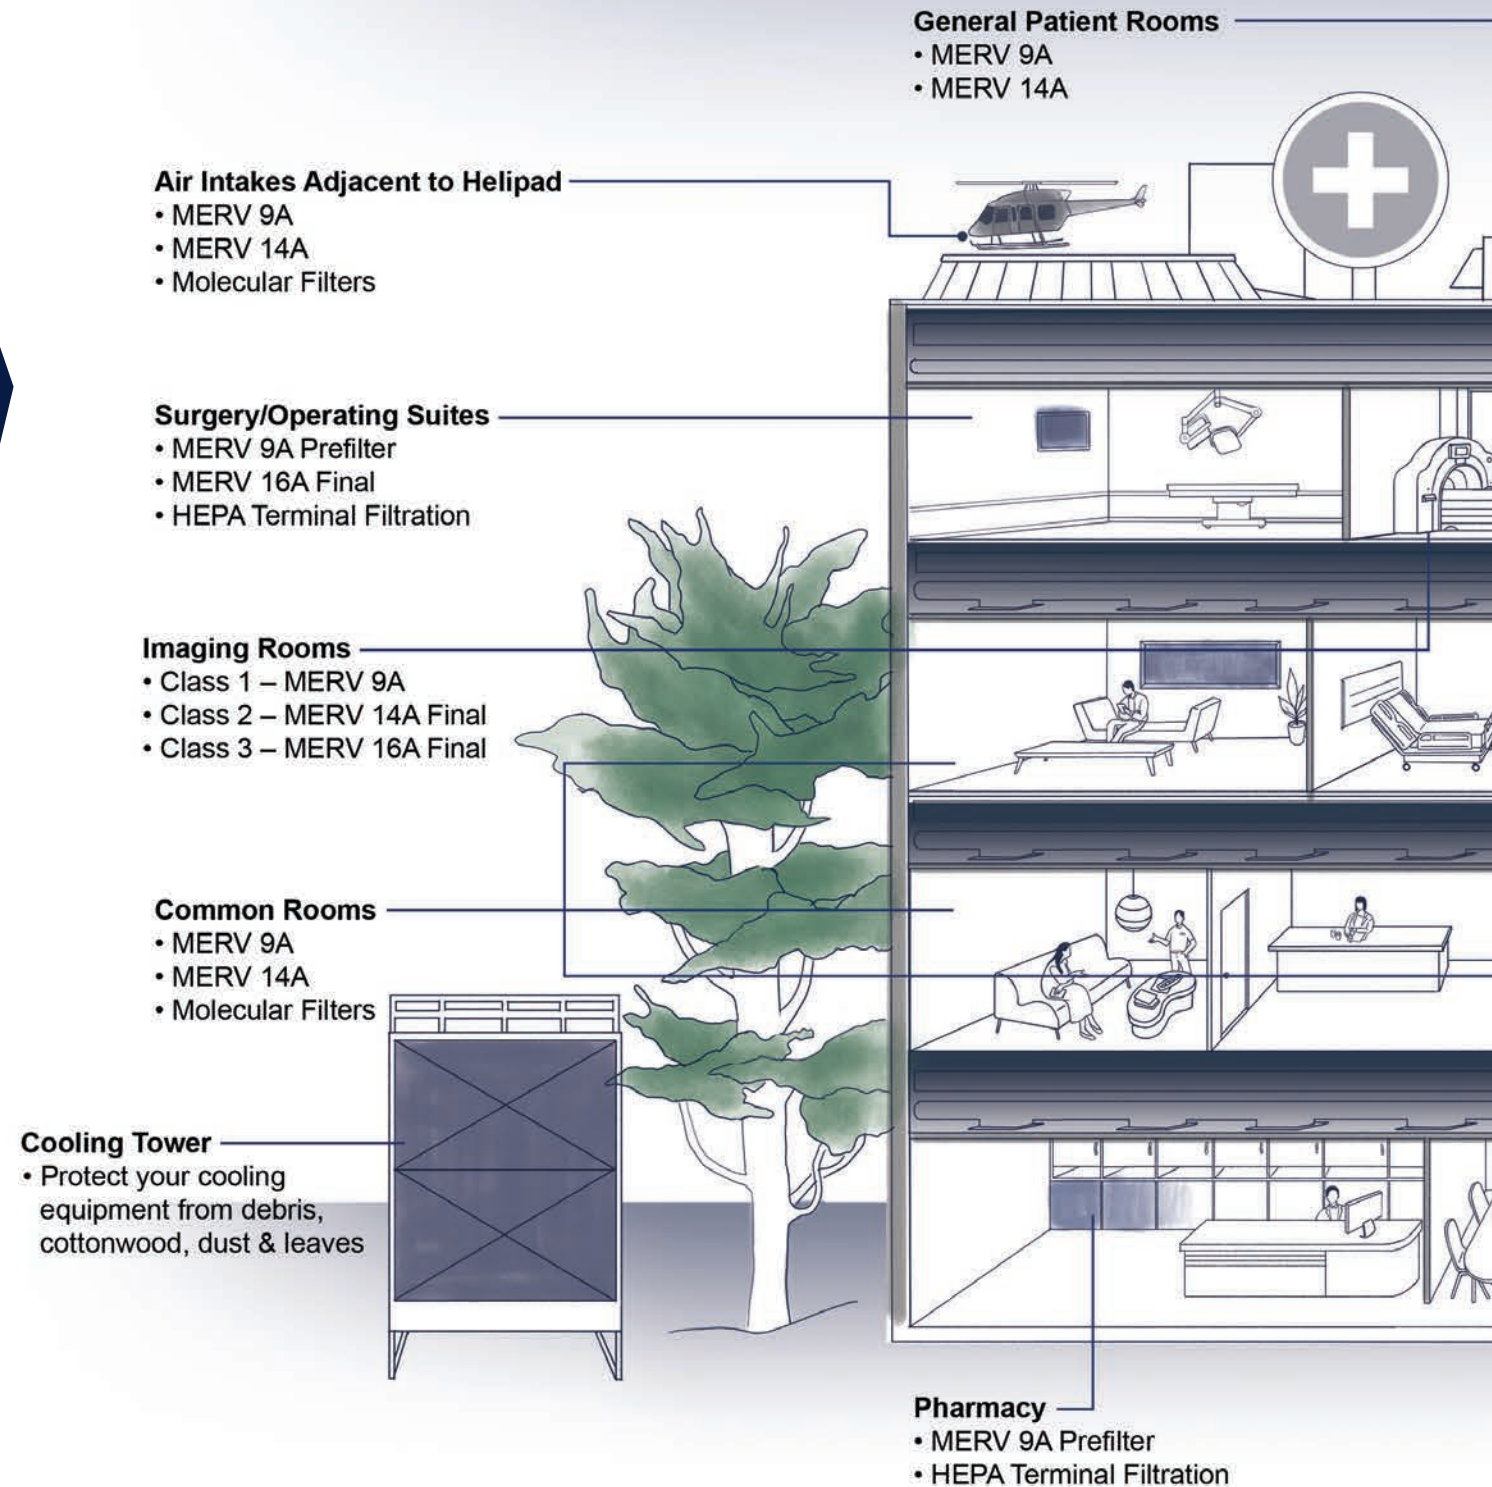 General Patient Rooms
• MERV 9A
• MERV 14A
Air Intakes Adjacent to Helipad
• MERV 9A
• MERV 14A
• Molecular Filters
Surgery/Operating Suites
• MERV 9A Prefilter
• MERV 16A Final
• HEPA Terminal Filtration
Imaging Rooms
• Class 1 – MERV 9A
• Class 2 – MERV 14A Final
• Class 3 – MERV 16A Final
Common Rooms
• MERV 9A
• MERV 14A
• Molecular Filters
Cooling Tower
• Protect your cooling
equipment from debris,
cottonwood, dust & leaves
Pharmacy
• MERV 9A Prefilter
• HEPA Terminal Filtration